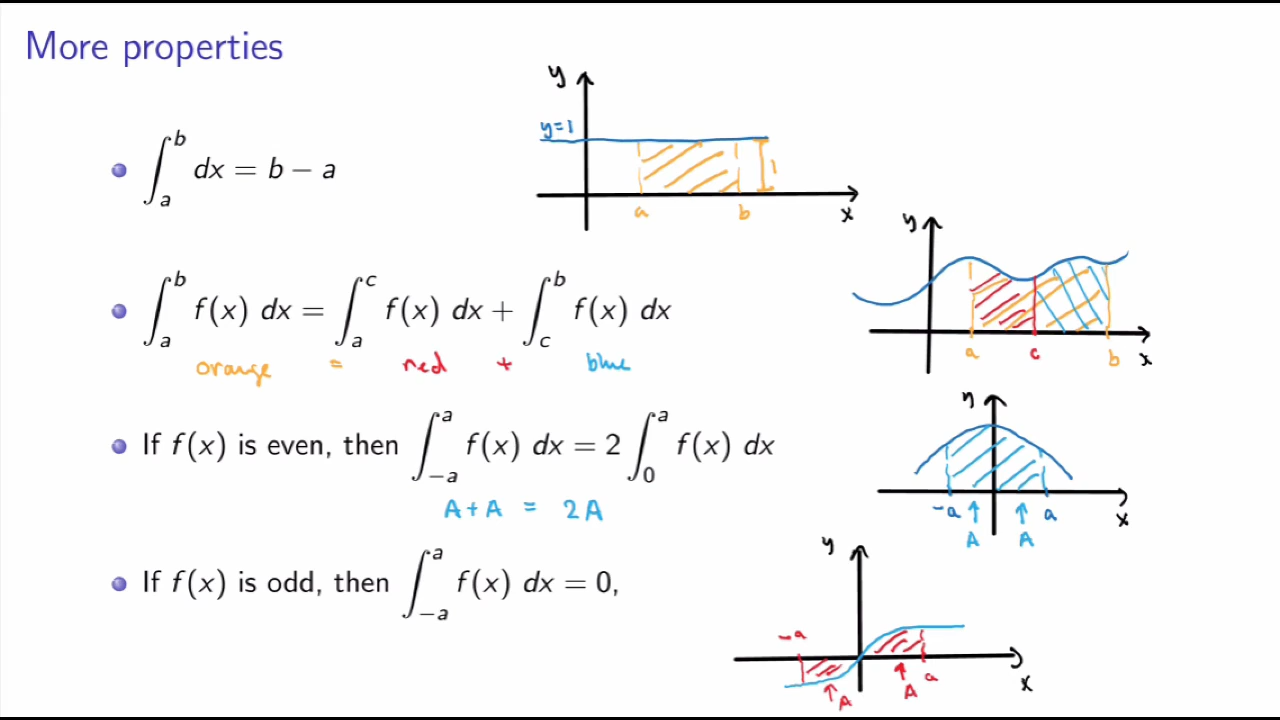 More properties
y
y=1
1
a b x
∫_a^b dx = b − a
y
∫_a^b f(x) dx = ∫_a^c f(x) dx + ∫_c^b f(x) dx
a c b x
orange = red + blue
y
If f(x) is even, then ∫_{−a}^a f(x) dx = 2 ∫_0^a f(x) dx
A+A = 2A
-a a x
A A
y
If f(x) is odd, then ∫_{−a}^a f(x) dx = 0,
-a
a x
A A